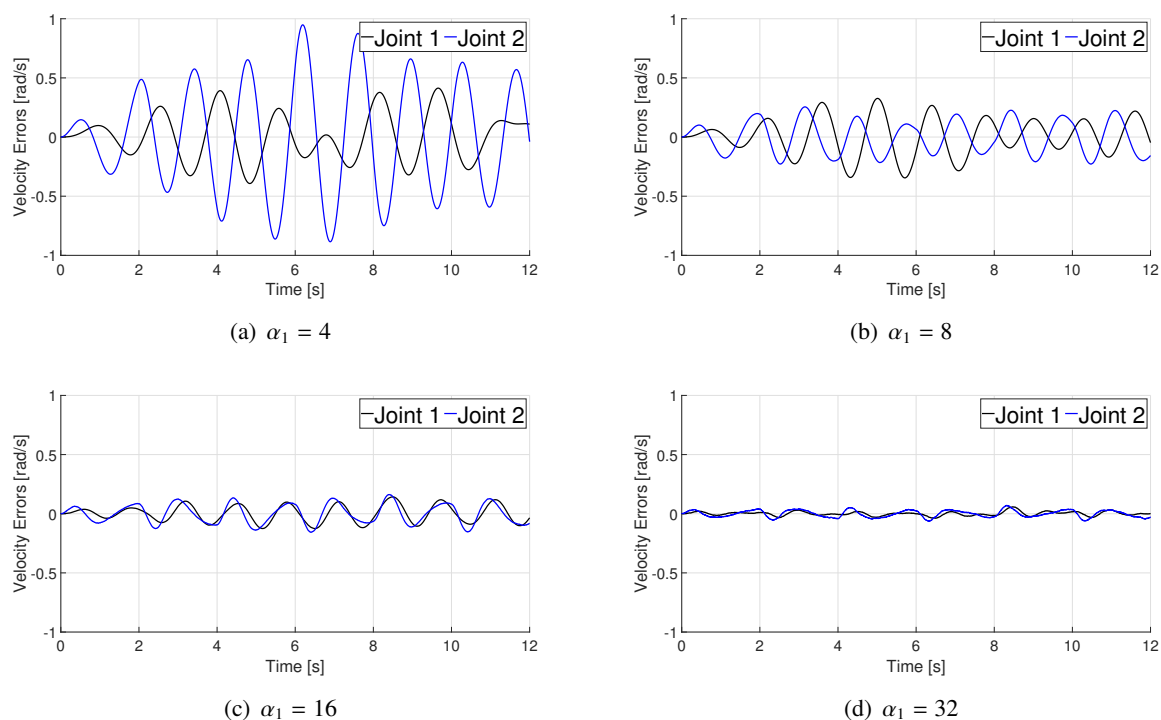 1
0.5
0
-0.5
-1
Velocity Errors [rad/s]
Joint 1 Joint 2
0 2 4 6 8 10 12
Time [s]
(a) α₁ = 4
1
0.5
0
-0.5
-1
Velocity Errors [rad/s]
Joint 1 Joint 2
0 2 4 6 8 10 12
Time [s]
(b) α₁ = 8
1
0.5
0
-0.5
-1
Velocity Errors [rad/s]
Joint 1 Joint 2
0 2 4 6 8 10 12
Time [s]
(c) α₁ = 16
1
0.5
0
-0.5
-1
Velocity Errors [rad/s]
Joint 1 Joint 2
0 2 4 6 8 10 12
Time [s]
(d) α₁ = 32